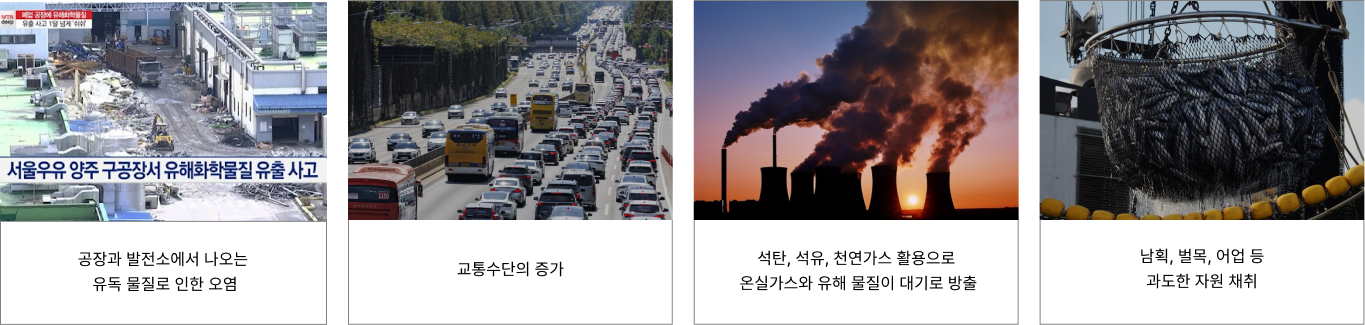 MTN
deep
폐업 공장에 유해화학물질
유출 사고 1달 넘게 '쉬쉬'
서울우유 양주 구공장서 유해화학물질 유출 사고
공장과 발전소에서 나오는
유독 물질로 인한 오염
교통수단의 증가
석탄, 석유, 천연가스 활용으로
온실가스와 유해 물질이 대기로 방출
남획, 벌목, 어업 등
과도한 자원 채취